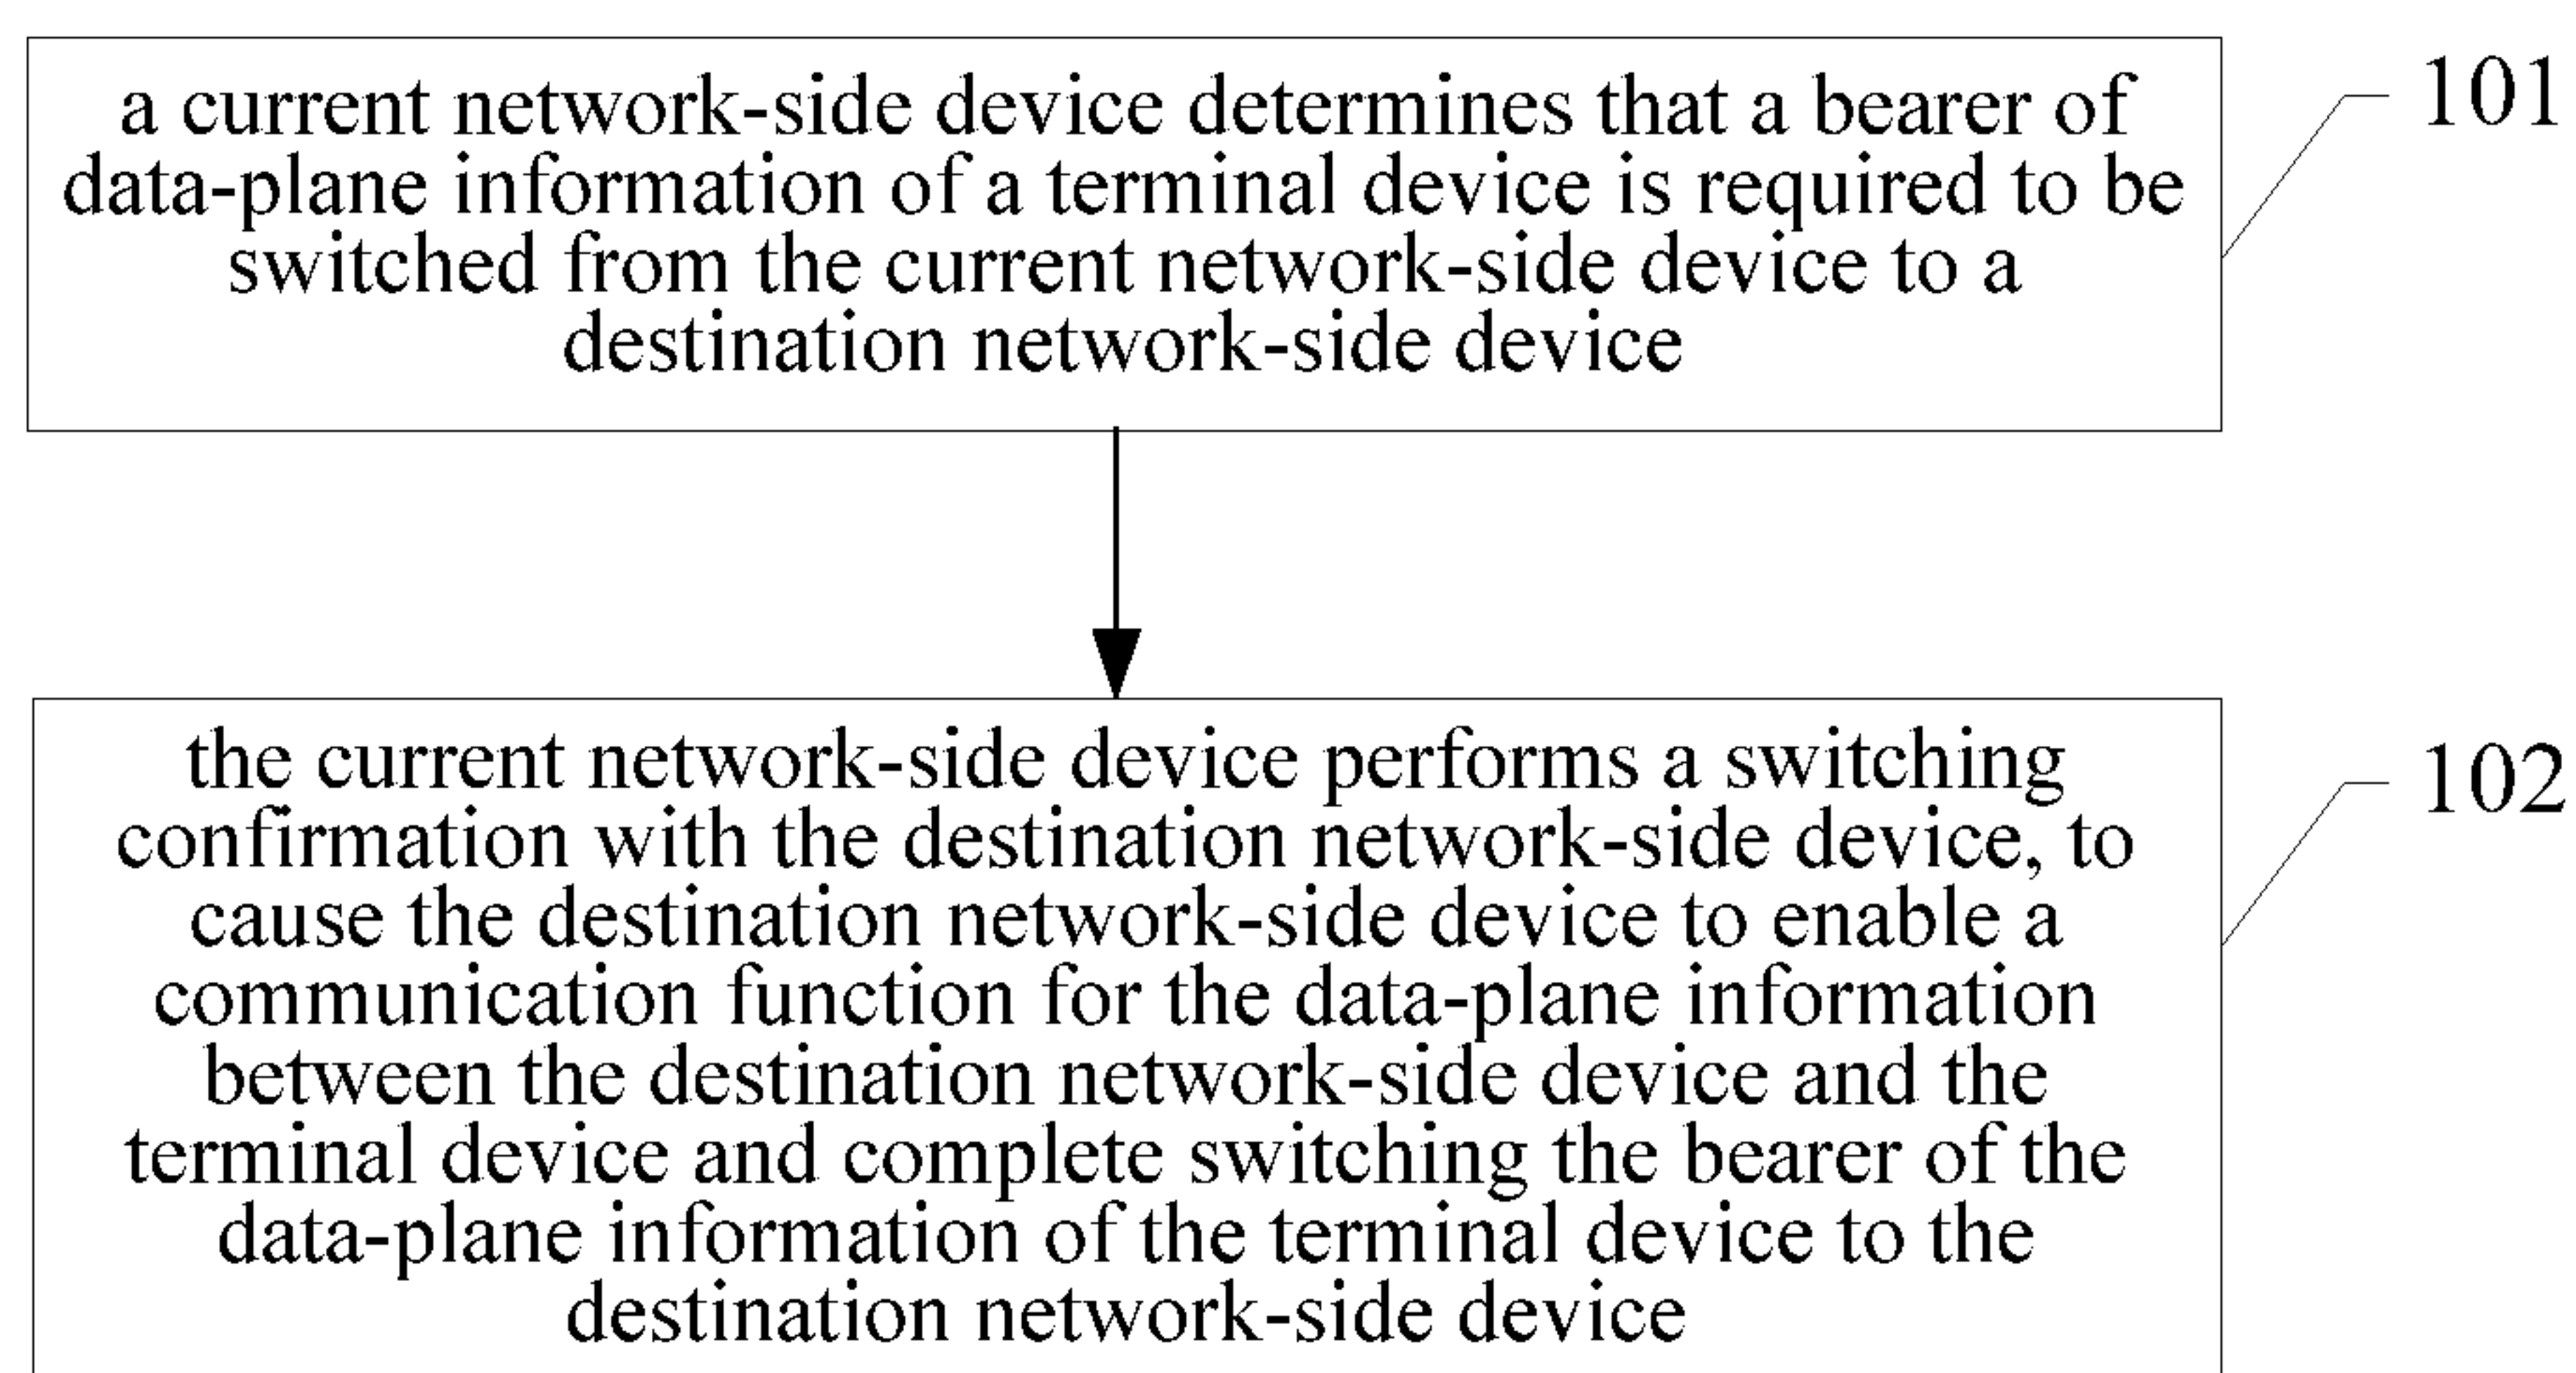 a current network-side device determines that a bearer of
data-plane information of a terminal device is required to be
switched from the current network-side device to a
destination network-side device
101
the current network-side device performs a switching
confirmation with the destination network-side device, to
cause the destination network-side device to enable a
communication function for the data-plane information
between the destination network-side device and the
terminal device and complete switching the bearer of the
data-plane information of the terminal device to the
destination network-side device
102